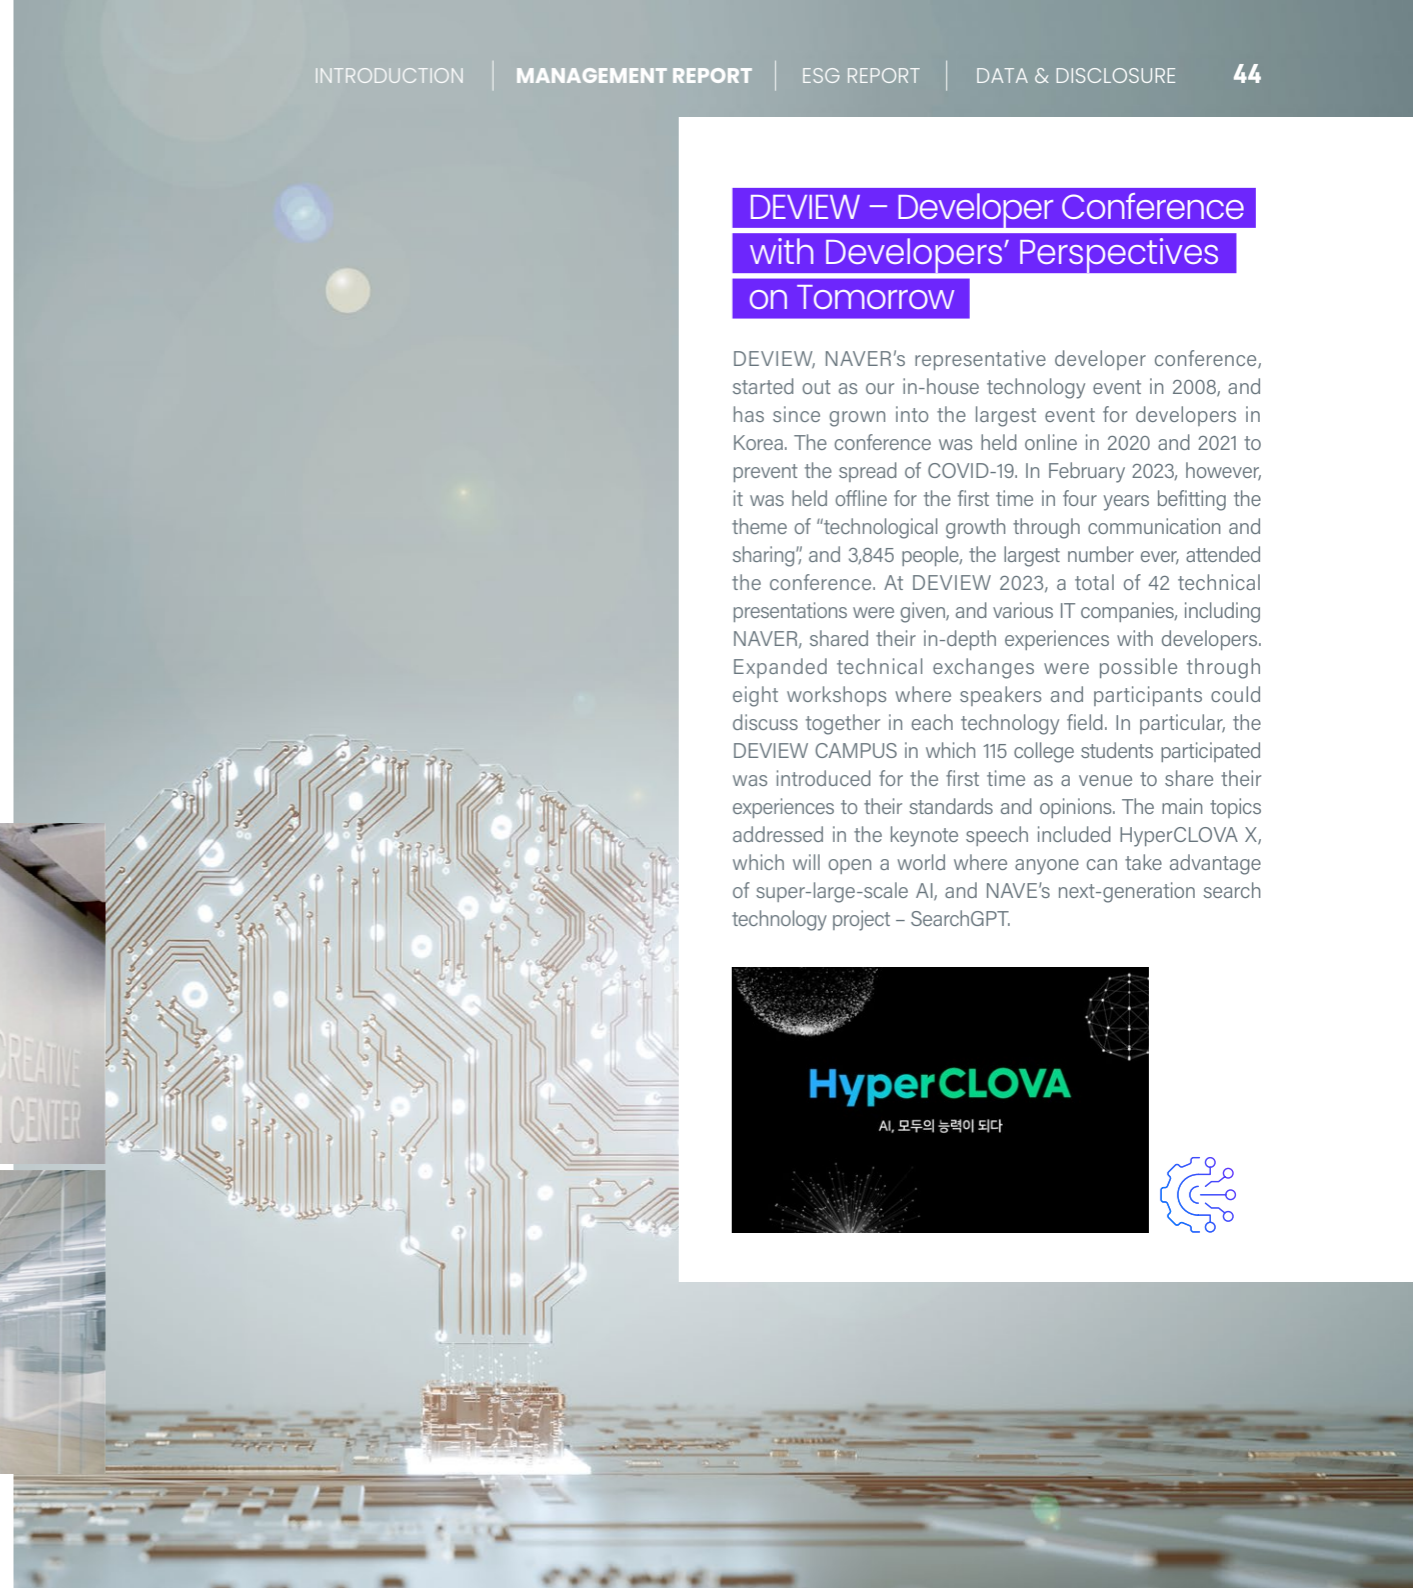 INTRODUCTION | MANAGEMENT REPORT | ESG REPORT | DATA & DISCLOSURE 44
DEVIEW – Developer Conference
with Developers’ Perspectives
on Tomorrow
DEVIEW, NAVER’s representative developer conference,
started out as our in-house technology event in 2008, and
has since grown into the largest event for developers in
Korea. The conference was held online in 2020 and 2021 to
prevent the spread of COVID-19. In February 2023, however,
it was held offline for the first time in four years befitting the
theme of “technological growth through communication and
sharing”, and 3,845 people, the largest number ever, attended
the conference. At DEVIEW 2023, a total of 42 technical
presentations were given, and various IT companies, including
NAVER, shared their in-depth experiences with developers.
Expanded technical exchanges were possible through
eight workshops where speakers and participants could
discuss together in each technology field. In particular, the
DEVIEW CAMPUS in which 115 college students participated
was introduced for the first time as a venue to share their
experiences to their standards and opinions. The main topics
addressed in the keynote speech included HyperCLOVA X,
which will open a world where anyone can take advantage
of super-large-scale AI, and NAVE’s next-generation search
technology project – SearchGPT.
CREATIVE
CENTER
HyperCLOVA
AI, 모두의 능력이 되다